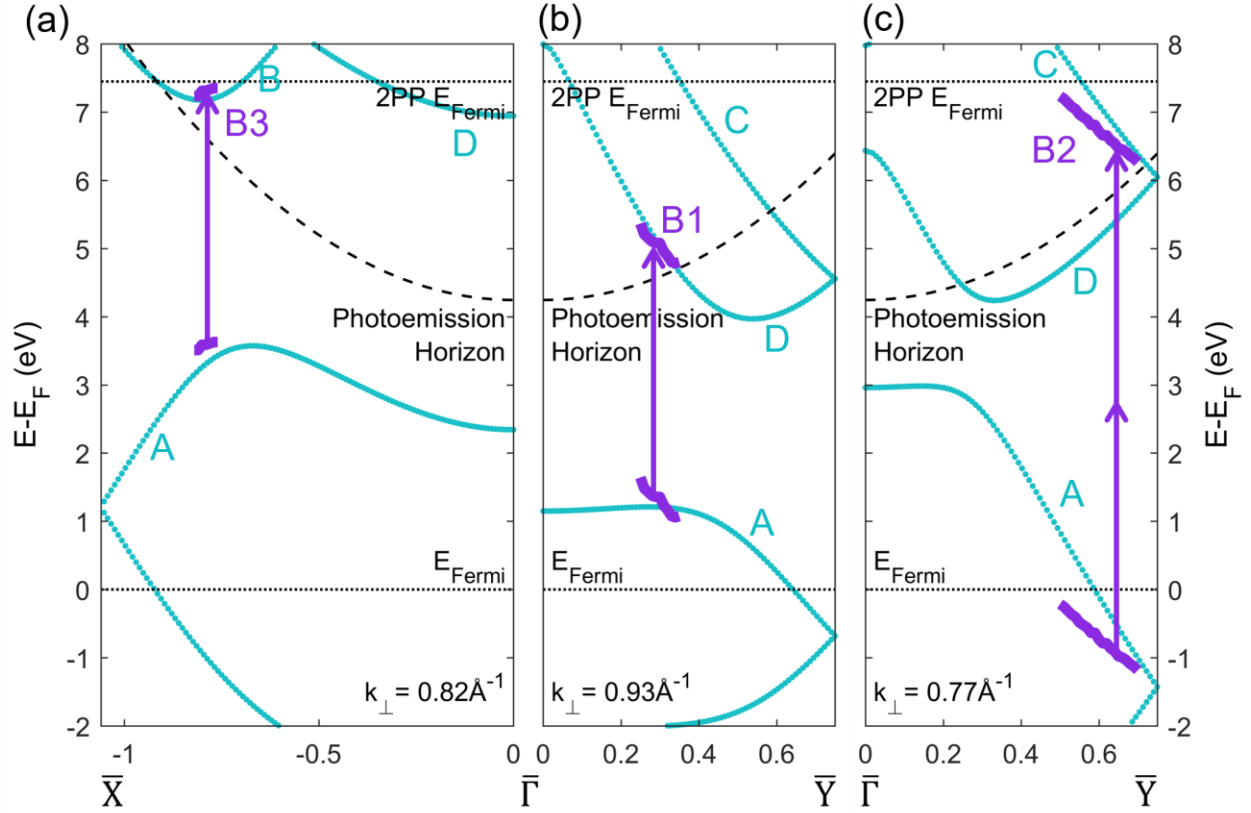 (a)
(b)
(c)
E-E_F (eV)
8
7
6
5
4
3
2
1
0
-1
-2
B
2PP E_Fermi
D
B3
Photoemission
Horizon
A
E_Fermi
k_⊥= 0.82Å⁻¹
-1
-0.5
0
X̅
Γ̅
2PP E_Fermi
C
B1
Photoemission
Horizon
D
A
E_Fermi
k_⊥= 0.93Å⁻¹
0
0.2
0.4
0.6
Y̅
C
2PP E_Fermi
B2
D
Photoemission
Horizon
A
E_Fermi
k_⊥= 0.77Å⁻¹
0
0.2
0.4
0.6
Γ̅
Y̅
8
7
6
5
4
3
2
1
0
-1
-2
E-E_F (eV)